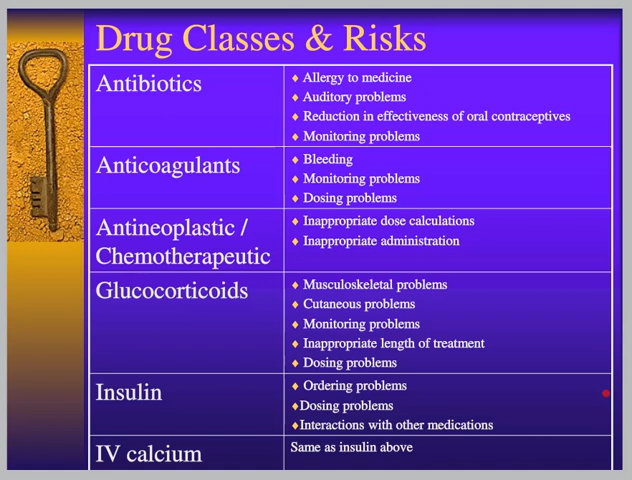 Drug Classes & Risks
Antibiotics
♦ Allergy to medicine
♦ Auditory problems
♦ Reduction in effectiveness of oral contraceptives
♦ Monitoring problems
Anticoagulants
♦ Bleeding
♦ Monitoring problems
♦ Dosing problems
Antineoplastic /
Chemotherapeutic
♦ Inappropriate dose calculations
♦ Inappropriate administration
Glucocorticoids
♦ Musculoskeletal problems
♦ Cutaneous problems
♦ Monitoring problems
♦ Inappropriate length of treatment
♦ Dosing problems
Insulin
♦ Ordering problems
♦Dosing problems
♦Interactions with other medications
IV calcium
Same as insulin above